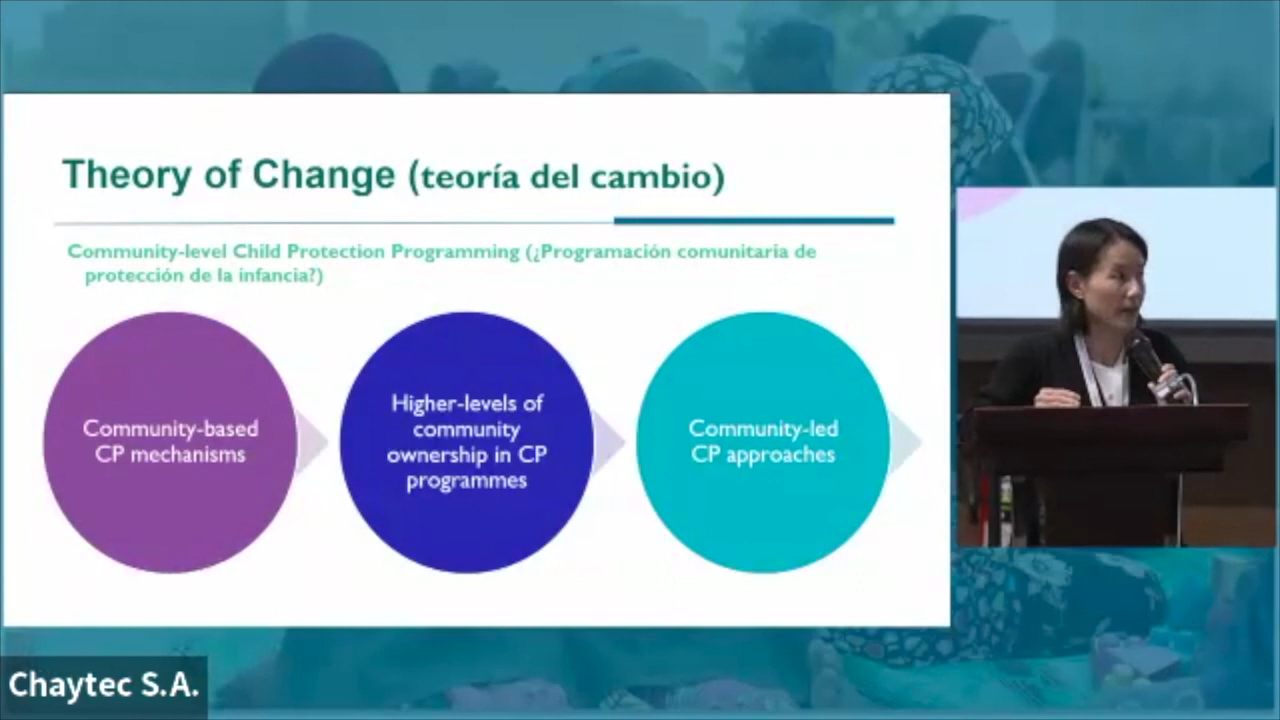 Theory of Change (teoría del cambio)
Community-level Child Protection Programming (¿Programación comunitaria de
protección de la infancia?)
Community-based
CP mechanisms
Higher-levels of
community
ownership in CP
programmes
Community-led
CP approaches
Chaytec S.A.